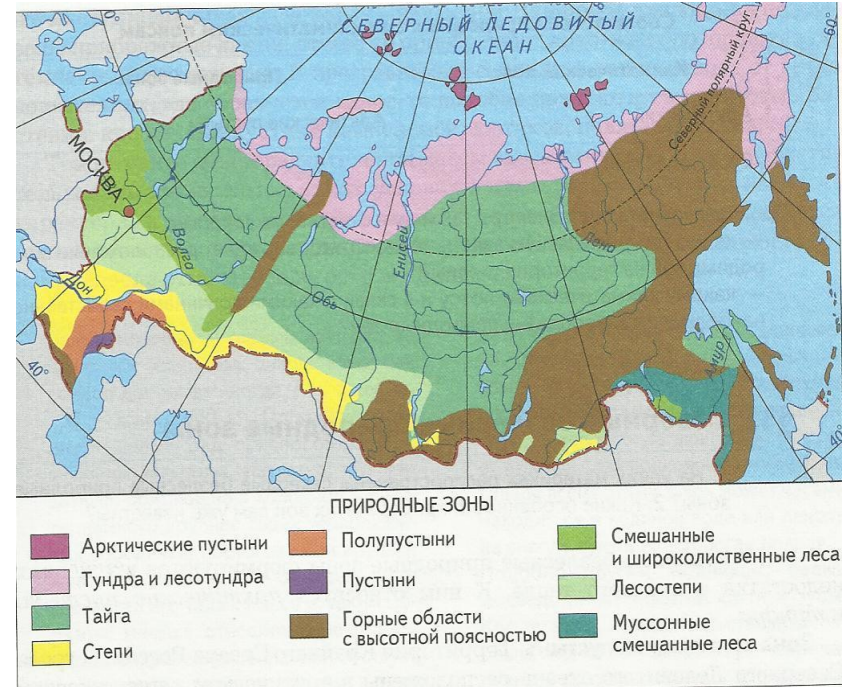 СЕВЕРНЫЙ ЛЕДОВИТЫЙ
ОКЕАН
Северный полярный круг
60°
МОСКВА
Волга
Дон
Обь
Енисей
Лена
Амур
40°
40°
ПРИРОДНЫЕ ЗОНЫ
Арктические пустыни
Тундра и лесотундра
Тайга
Степи
Полупустыни
Пустыни
Горные области
с высотной поясностью
Смешанные
и широколиственные леса
Лесостепи
Муссонные
смешанные леса